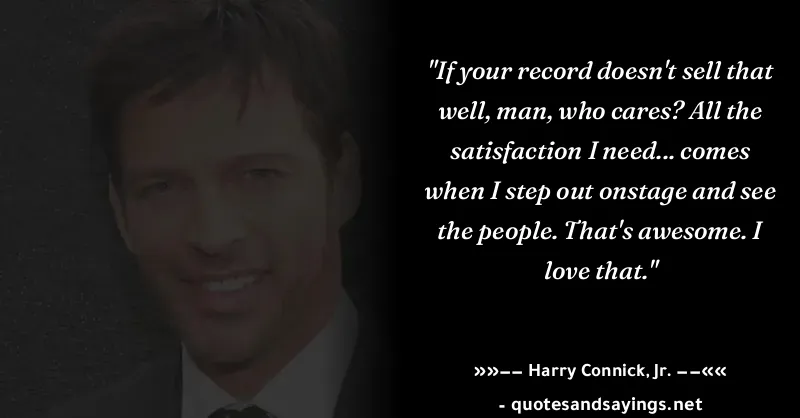 "If your record doesn't sell that
well, man, who cares? All the
satisfaction I need... comes
when I step out onstage and see
the people. That's awesome. I
love that."
»»-- Harry Connick, Jr. --««
- quotesandsayings.net